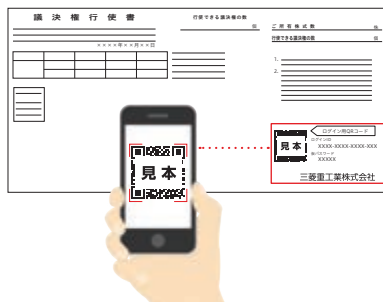 議決権行使書
××××年××月××日
行使できる議決権の数
個
ご所有株式数
株
行使できる議決権の数
個
1.
2.
見本
ログイン用QRコード
ログインID
XXXX-XXXX-XXXX-XXX
仮パスワード
XXXXX
三菱重工業株式会社
見本